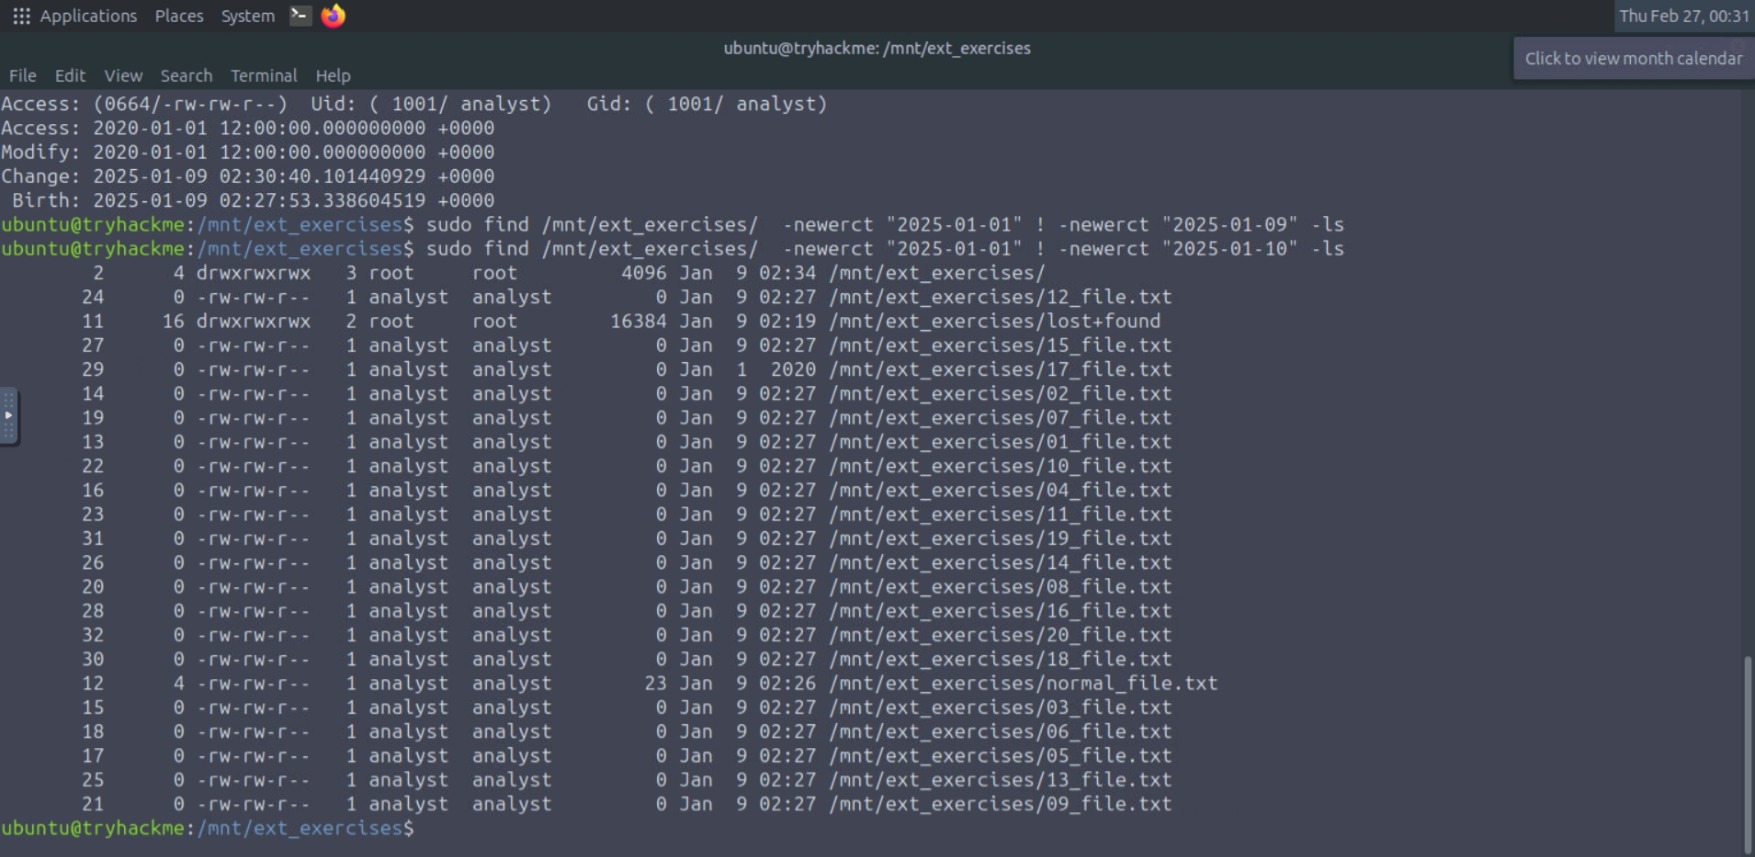 Applications Places System Thu Feb 27, 00:31
ubuntu@tryhackme: /mnt/ext_exercises
Click to view month calendar
File Edit View Search Terminal Help
Access: (0664/-rw-rw-r--)  Uid: ( 1001/ analyst)   Gid: ( 1001/ analyst)
Access: 2020-01-01 12:00:00.000000000 +0000
Modify: 2020-01-01 12:00:00.000000000 +0000
Change: 2025-01-09 02:30:40.101440929 +0000
 Birth: 2025-01-09 02:27:53.338604519 +0000
ubuntu@tryhackme:/mnt/ext_exercises$ sudo find /mnt/ext_exercises/  -newerct "2025-01-01" ! -newerct "2025-01-09" -ls
ubuntu@tryhackme:/mnt/ext_exercises$ sudo find /mnt/ext_exercises/  -newerct "2025-01-01" ! -newerct "2025-01-10" -ls
        2      4 drwxrwxrwx   3 root     root         4096 Jan  9 02:34 /mnt/ext_exercises/
       24      0 -rw-rw-r--   1 analyst  analyst         0 Jan  9 02:27 /mnt/ext_exercises/12_file.txt
       11     16 drwxrwxrwx   2 root     root        16384 Jan  9 02:19 /mnt/ext_exercises/lost+found
       27      0 -rw-rw-r--   1 analyst  analyst         0 Jan  9 02:27 /mnt/ext_exercises/15_file.txt
       29      0 -rw-rw-r--   1 analyst  analyst         0 Jan  1  2020 /mnt/ext_exercises/17_file.txt
       14      0 -rw-rw-r--   1 analyst  analyst         0 Jan  9 02:27 /mnt/ext_exercises/02_file.txt
       19      0 -rw-rw-r--   1 analyst  analyst         0 Jan  9 02:27 /mnt/ext_exercises/07_file.txt
       13      0 -rw-rw-r--   1 analyst  analyst         0 Jan  9 02:27 /mnt/ext_exercises/01_file.txt
       22      0 -rw-rw-r--   1 analyst  analyst         0 Jan  9 02:27 /mnt/ext_exercises/10_file.txt
       16      0 -rw-rw-r--   1 analyst  analyst         0 Jan  9 02:27 /mnt/ext_exercises/04_file.txt
       23      0 -rw-rw-r--   1 analyst  analyst         0 Jan  9 02:27 /mnt/ext_exercises/11_file.txt
       31      0 -rw-rw-r--   1 analyst  analyst         0 Jan  9 02:27 /mnt/ext_exercises/19_file.txt
       26      0 -rw-rw-r--   1 analyst  analyst         0 Jan  9 02:27 /mnt/ext_exercises/14_file.txt
       20      0 -rw-rw-r--   1 analyst  analyst         0 Jan  9 02:27 /mnt/ext_exercises/08_file.txt
       28      0 -rw-rw-r--   1 analyst  analyst         0 Jan  9 02:27 /mnt/ext_exercises/16_file.txt
       32      0 -rw-rw-r--   1 analyst  analyst         0 Jan  9 02:27 /mnt/ext_exercises/20_file.txt
       30      0 -rw-rw-r--   1 analyst  analyst         0 Jan  9 02:27 /mnt/ext_exercises/18_file.txt
       12      4 -rw-rw-r--   1 analyst  analyst        23 Jan  9 02:26 /mnt/ext_exercises/normal_file.txt
       15      0 -rw-rw-r--   1 analyst  analyst         0 Jan  9 02:27 /mnt/ext_exercises/03_file.txt
       18      0 -rw-rw-r--   1 analyst  analyst         0 Jan  9 02:27 /mnt/ext_exercises/06_file.txt
       17      0 -rw-rw-r--   1 analyst  analyst         0 Jan  9 02:27 /mnt/ext_exercises/05_file.txt
       25      0 -rw-rw-r--   1 analyst  analyst         0 Jan  9 02:27 /mnt/ext_exercises/13_file.txt
       21      0 -rw-rw-r--   1 analyst  analyst         0 Jan  9 02:27 /mnt/ext_exercises/09_file.txt
ubuntu@tryhackme:/mnt/ext_exercises$